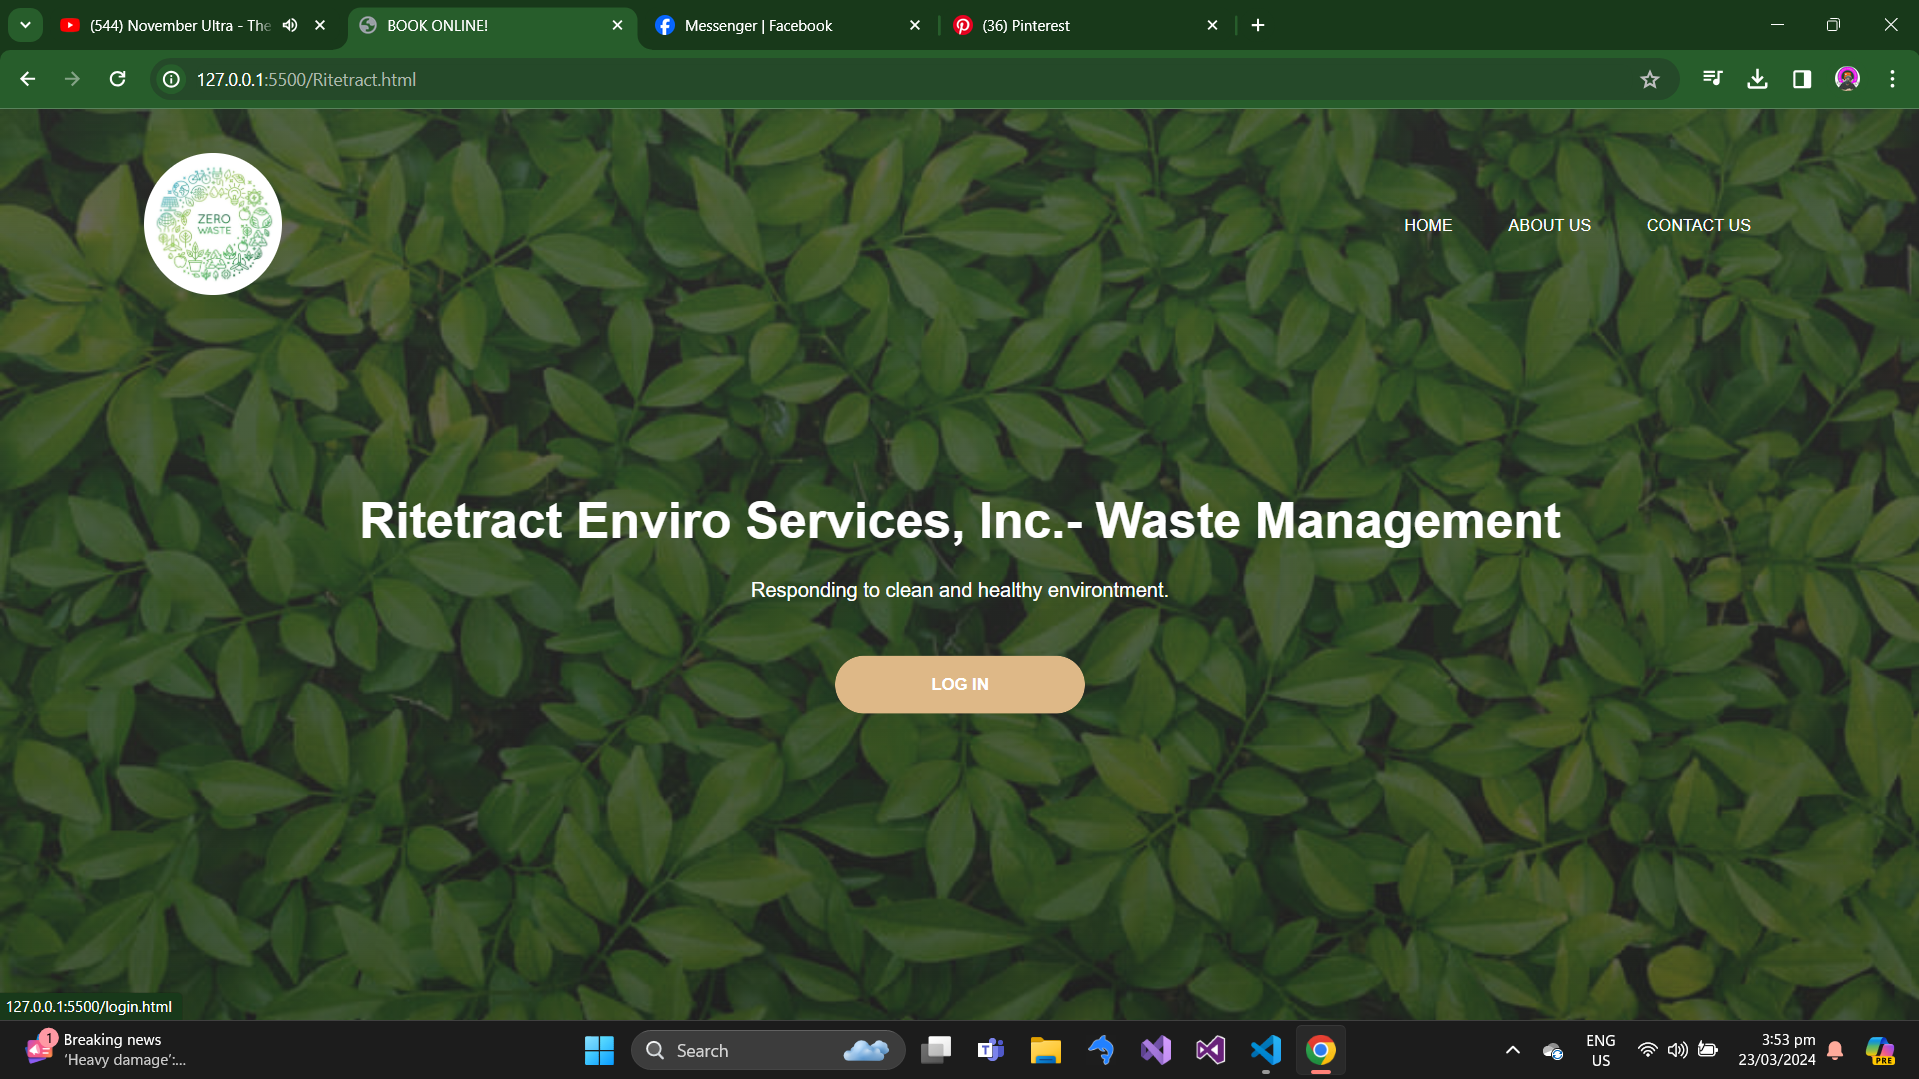 (544) November Ultra - The
BOOK ONLINE!
Messenger | Facebook
(36) Pinterest
127.0.0.1:5500/Ritetract.html
ZERO
WASTE
HOME
ABOUT US
CONTACT US
Ritetract Enviro Services, Inc.- Waste Management
Responding to clean and healthy environtment.
LOG IN
127.0.0.1:5500/login.html
1
Breaking news
'Heavy damage':...
Search
ENG
US
3:53 pm
23/03/2024
PRE